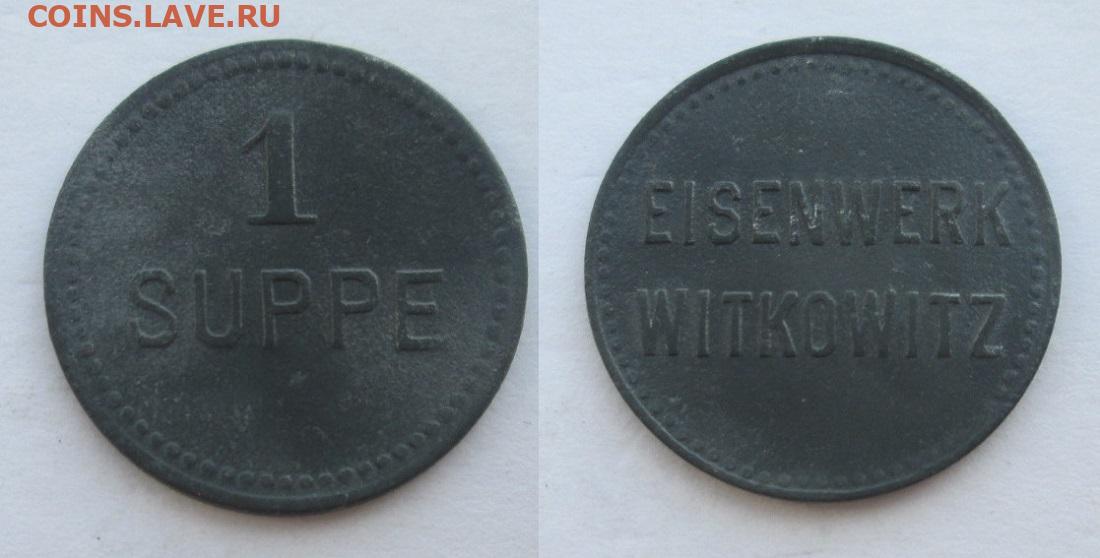 COINS.LAVE.RU
1
SUPPE
EISENWERK
WITKOWITZ